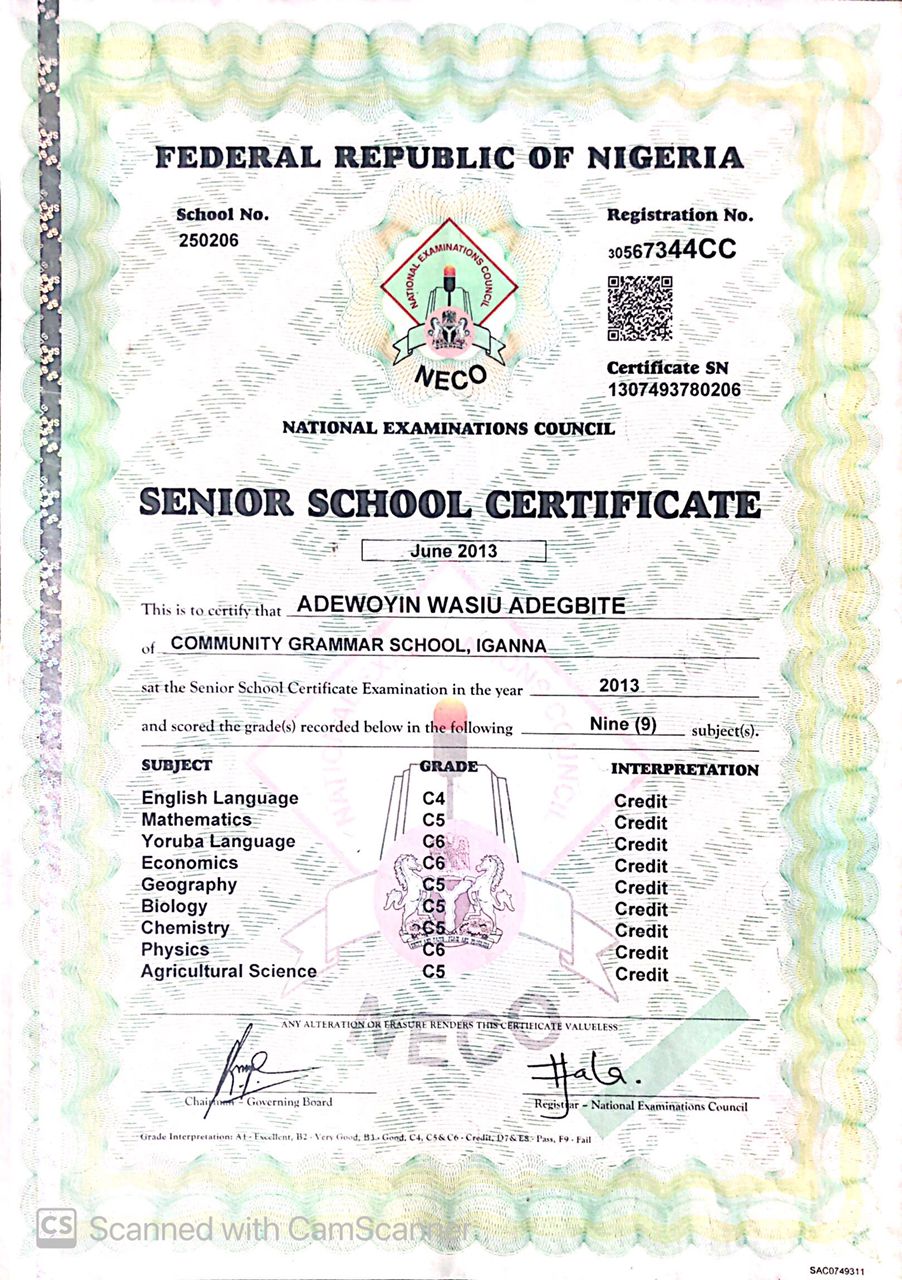 FEDERAL REPUBLIC OF NIGERIA
School No.
250206
Registration No.
30567344CC
NATIONAL EXAMINATIONS COUNCIL
NECO
Certificate SN
1307493780206
NATIONAL EXAMINATIONS COUNCIL
SENIOR SCHOOL CERTIFICATE
June 2013
This is to certify that ADEWOYIN WASIU ADEGBITE
of COMMUNITY GRAMMAR SCHOOL, IGANNA
sat the Senior School Certificate Examination in the year 2013
and scored the grade(s) recorded below in the following Nine (9) subject(s).
SUBJECT GRADE INTERPRETATION
English Language C4 Credit
Mathematics C5 Credit
Yoruba Language C6 Credit
Economics C6 Credit
Geography C5 Credit
Biology C5 Credit
Chemistry C5 Credit
Physics C6 Credit
Agricultural Science C5 Credit
NECO
ANY ALTERATION OR ERASURE RENDERS THIS CERTIFICATE VALUELESS
Chairman - Governing Board
Registrar - National Examinations Council
Grade Interpretation: A1 - Excellent, B2 - Very Good, B3 - Good, C4, C5 & C6 - Credit, D7 & E8 - Pass, F9 - Fail
CS Scanned with CamScanner
SAC0749311